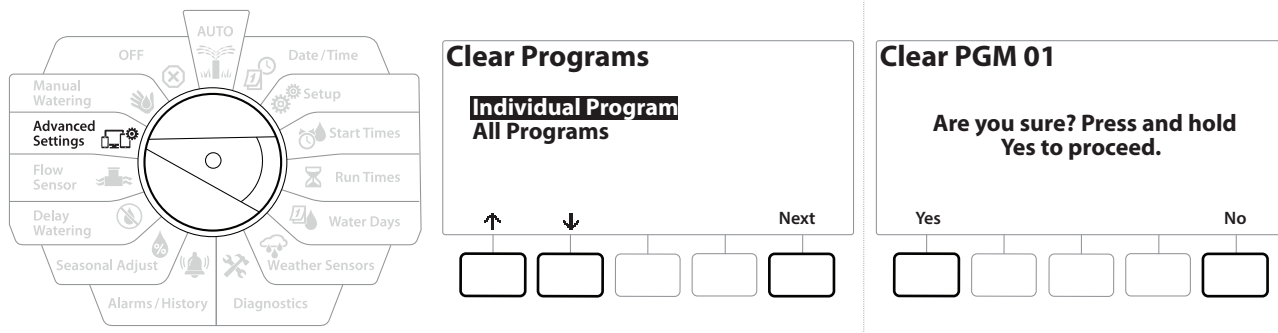 AUTO
OFF
Date/Time
Manual
Watering
Setup
Advanced
Settings
Start Times
Flow
Sensor
Run Times
Delay
Watering
Water Days
Seasonal Adjust
Weather Sensors
Alarms/History
Diagnostics
Clear Programs
Individual Program
All Programs
Next
Clear PGM 01
Are you sure? Press and hold
Yes to proceed.
Yes
No